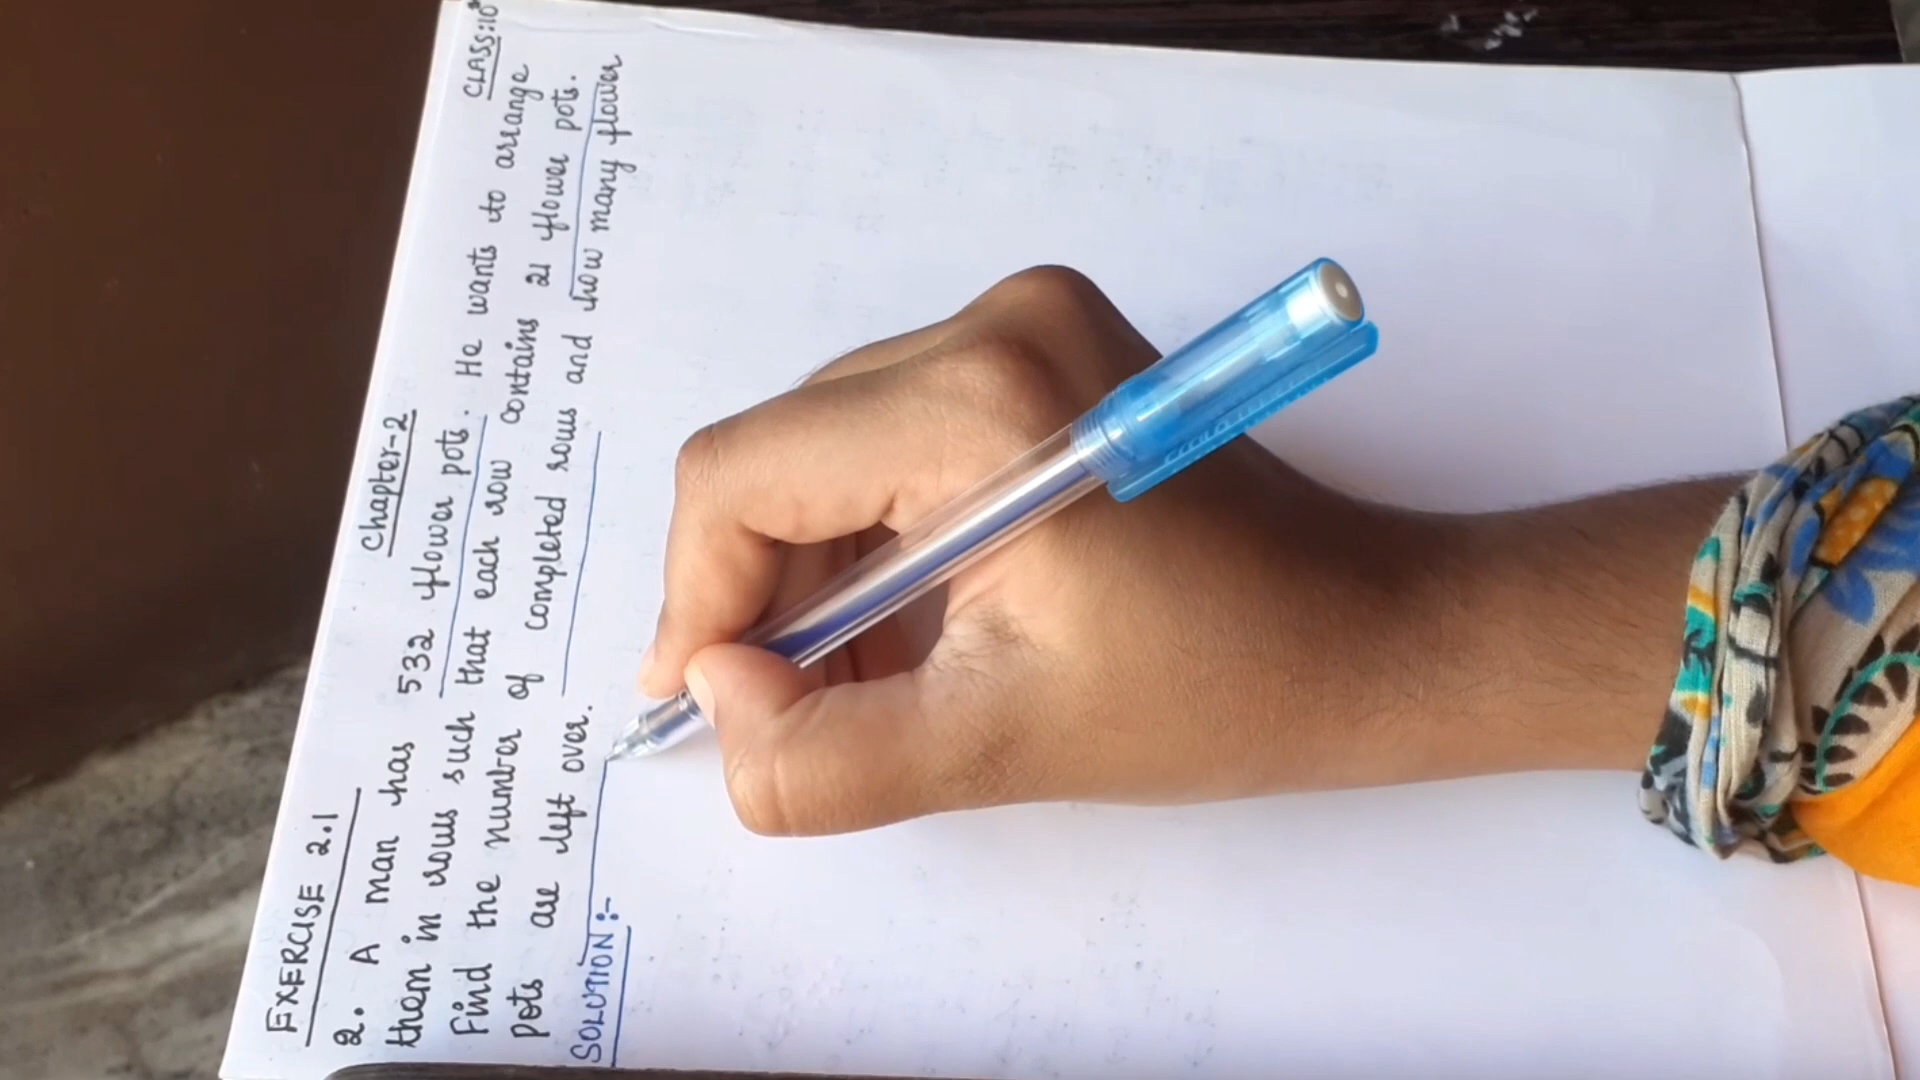 CLASS:10th
Chapter-2
EXERCISE 2.1
2. A man has 532 flower pots. He wants to arrange
them in rows such that each row contains 21 flower pots.
Find the number of completed rows and how many flower
pots are left over.
SOLUTION:-